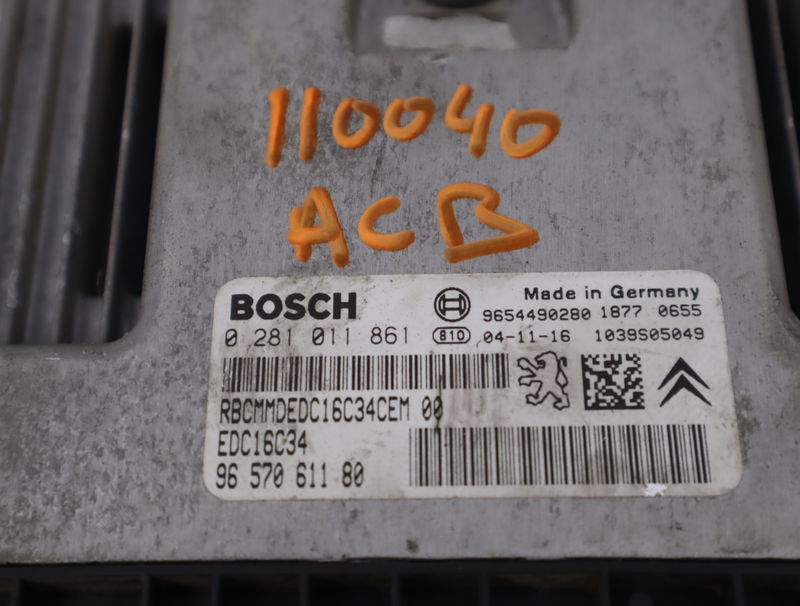 110040
ACB
BOSCH Made in Germany
9654490280 1877 0655
0 281 011 861 810 04-11-16 1039S05049
RBCMMDEDC16C34CEM 00
EDC16C34
96 570 611 80